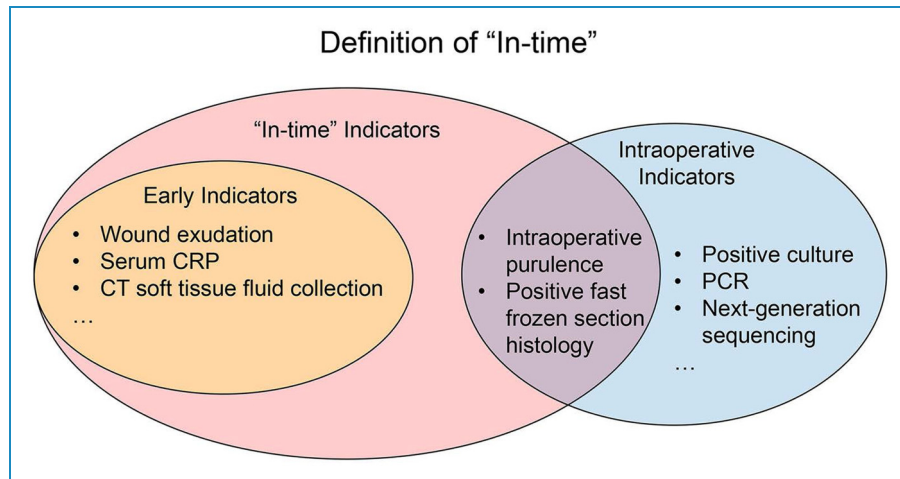 Definition of “In-time”
“In-time” Indicators
Early Indicators
• Wound exudation
• Serum CRP
• CT soft tissue fluid collection
…
• Intraoperative
purulence
• Positive fast
frozen section
histology
Intraoperative
Indicators
• Positive culture
• PCR
• Next-generation
sequencing
…